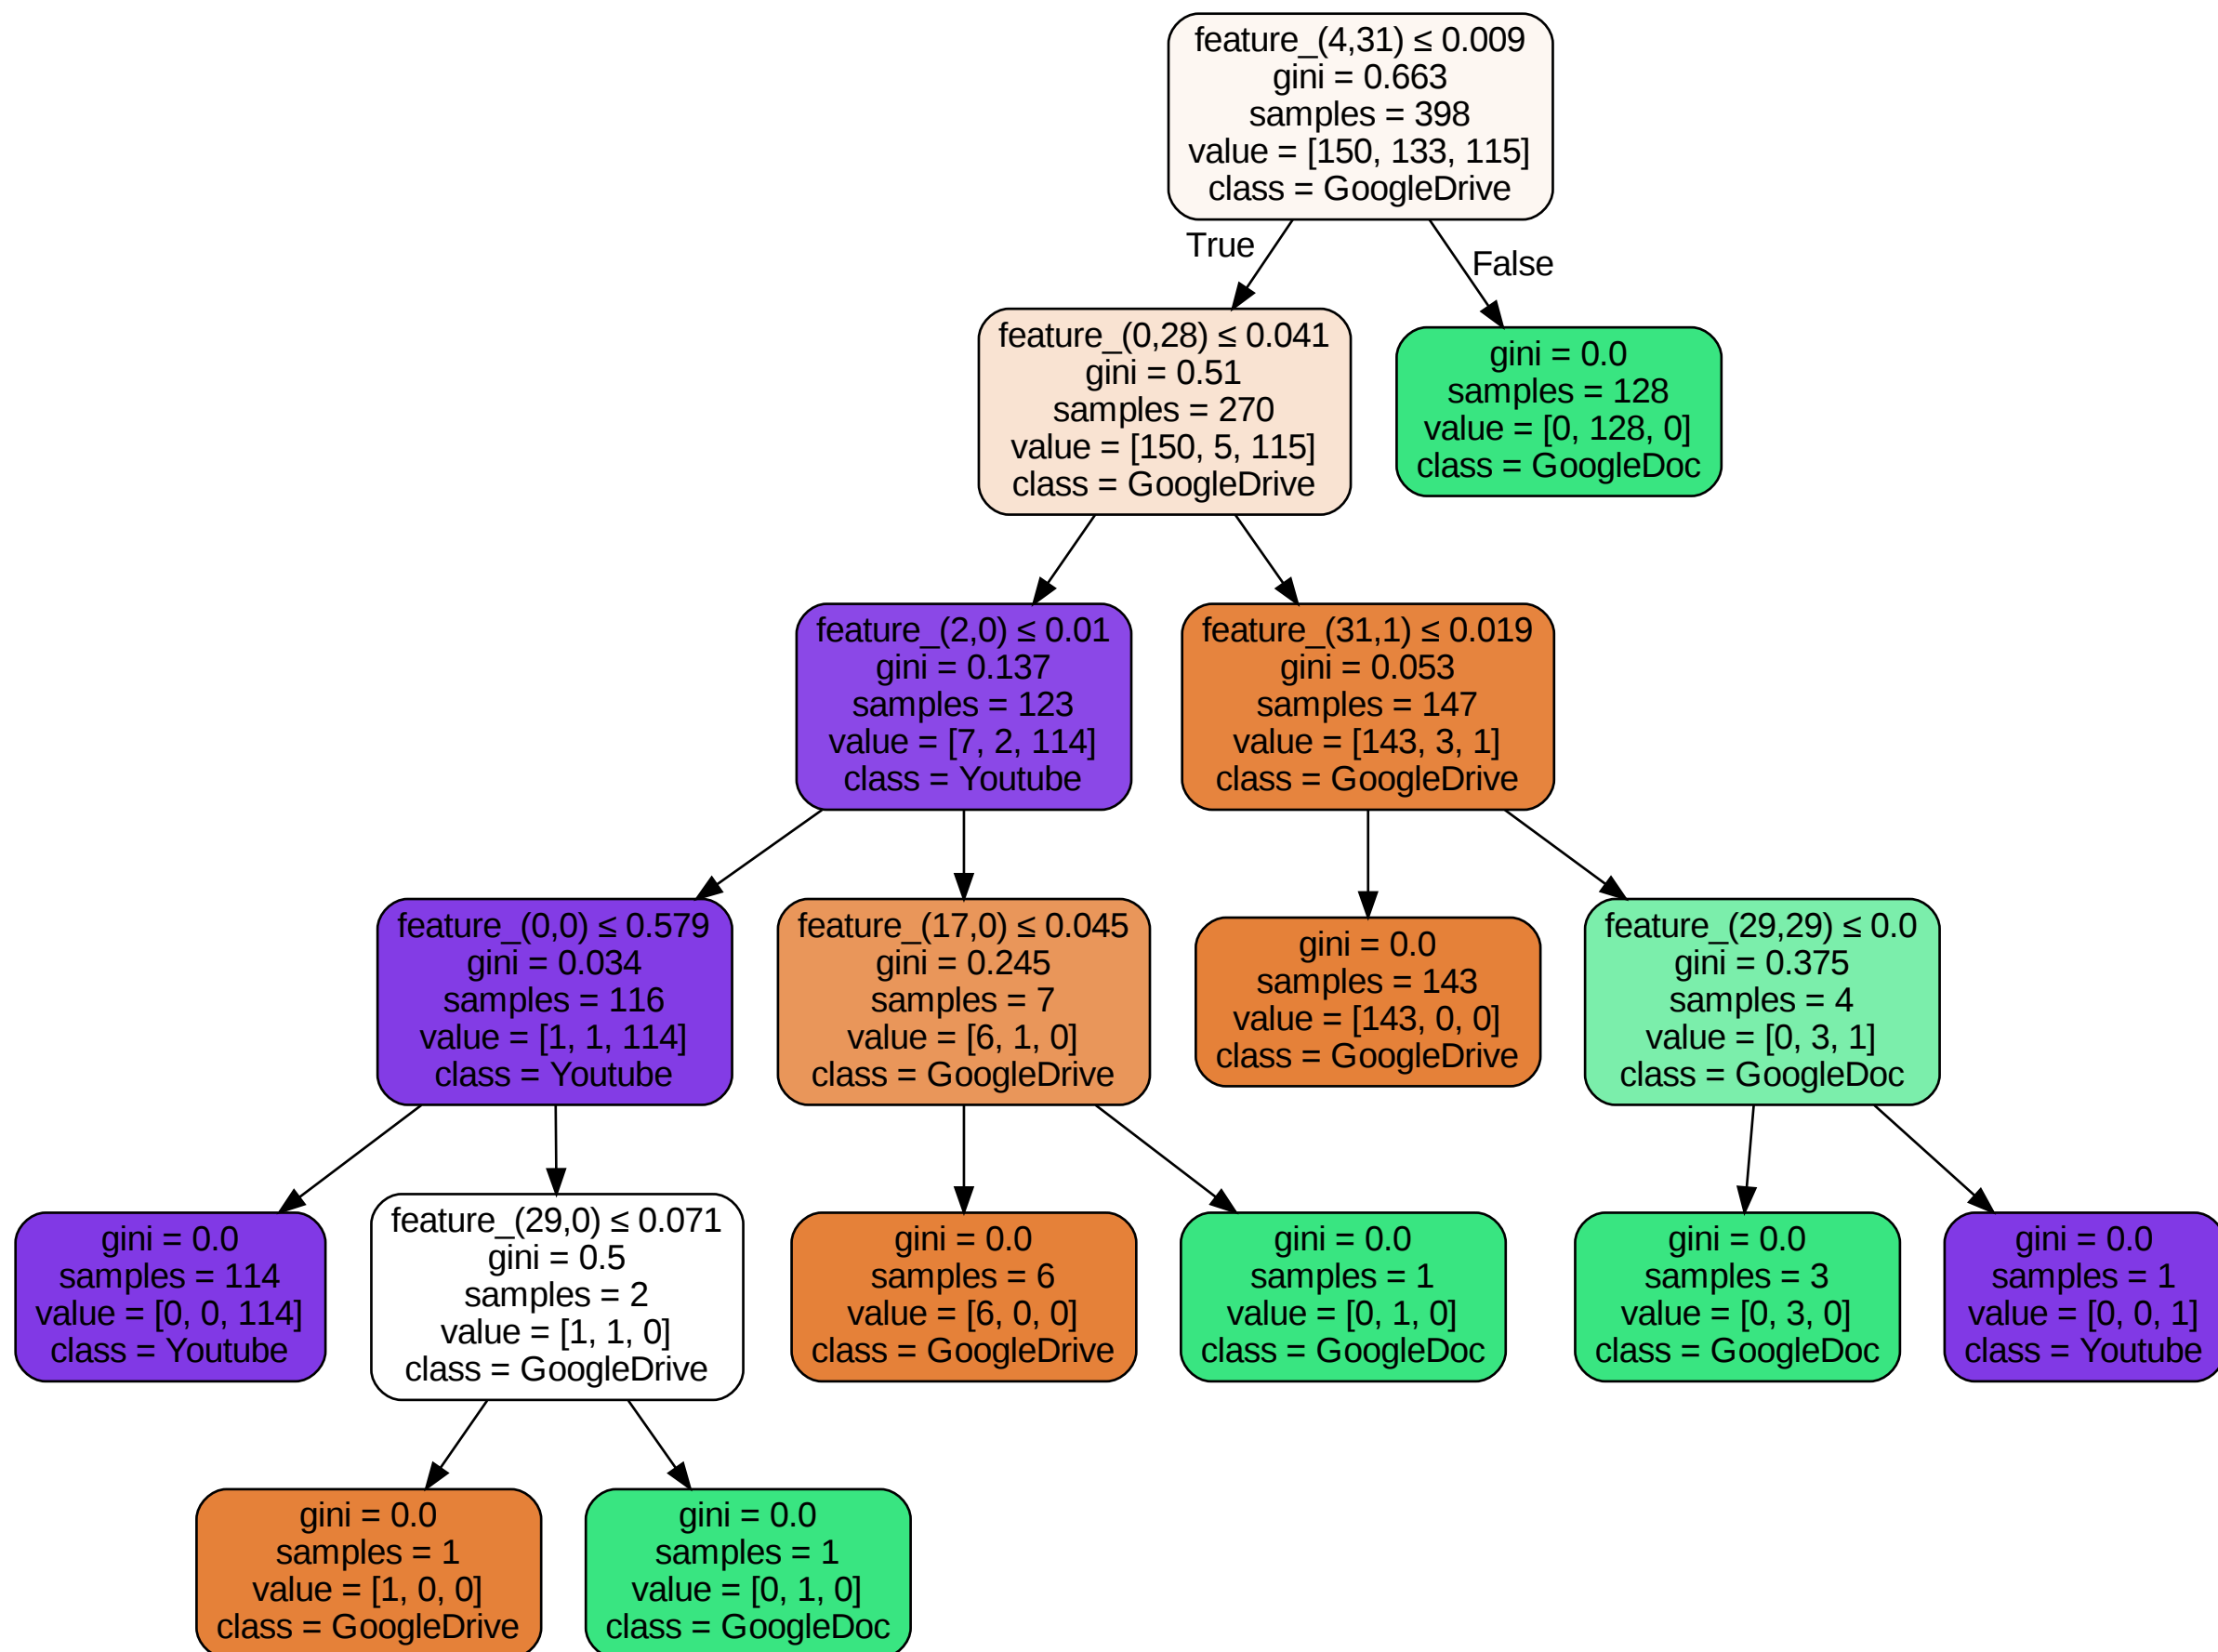 feature_(4,31) ≤ 0.009
gini = 0.663
samples = 398
value = [150, 133, 115]
class = GoogleDrive
True
False
feature_(0,28) ≤ 0.041
gini = 0.51
samples = 270
value = [150, 5, 115]
class = GoogleDrive
gini = 0.0
samples = 128
value = [0, 128, 0]
class = GoogleDoc
feature_(2,0) ≤ 0.01
gini = 0.137
samples = 123
value = [7, 2, 114]
class = Youtube
feature_(31,1) ≤ 0.019
gini = 0.053
samples = 147
value = [143, 3, 1]
class = GoogleDrive
feature_(0,0) ≤ 0.579
gini = 0.034
samples = 116
value = [1, 1, 114]
class = Youtube
feature_(17,0) ≤ 0.045
gini = 0.245
samples = 7
value = [6, 1, 0]
class = GoogleDrive
gini = 0.0
samples = 143
value = [143, 0, 0]
class = GoogleDrive
feature_(29,29) ≤ 0.0
gini = 0.375
samples = 4
value = [0, 3, 1]
class = GoogleDoc
gini = 0.0
samples = 114
value = [0, 0, 114]
class = Youtube
feature_(29,0) ≤ 0.071
gini = 0.5
samples = 2
value = [1, 1, 0]
class = GoogleDrive
gini = 0.0
samples = 6
value = [6, 0, 0]
class = GoogleDrive
gini = 0.0
samples = 1
value = [0, 1, 0]
class = GoogleDoc
gini = 0.0
samples = 3
value = [0, 3, 0]
class = GoogleDoc
gini = 0.0
samples = 1
value = [0, 0, 1]
class = Youtube
gini = 0.0
samples = 1
value = [1, 0, 0]
class = GoogleDrive
gini = 0.0
samples = 1
value = [0, 1, 0]
class = GoogleDoc